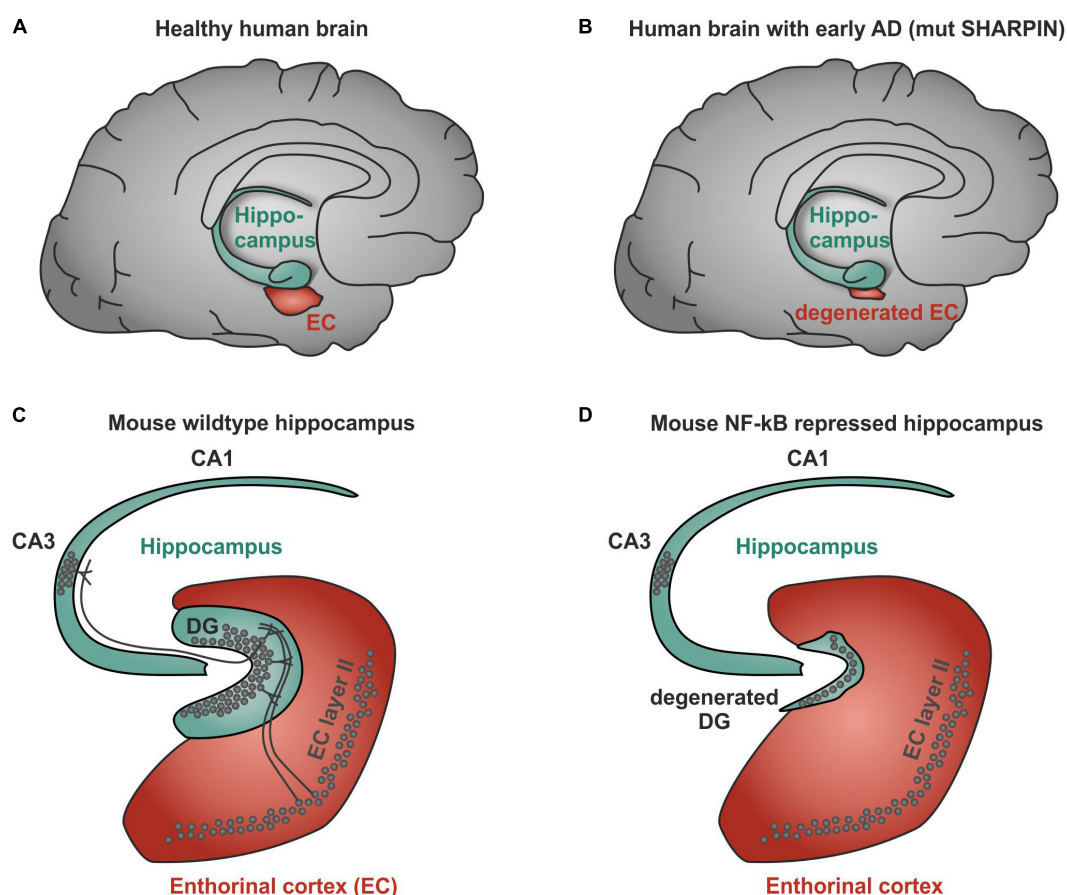 A
Healthy human brain
B
Human brain with early AD (mut SHARPIN)
Hippo-
campus
EC
Hippo-
campus
degenerated EC
C
Mouse wildtype hippocampus
CA1
CA3
Hippocampus
DG
EC layer II
Enthorinal cortex (EC)
D
Mouse NF-kB repressed hippocampus
CA1
CA3
Hippocampus
degenerated
DG
EC layer II
Enthorinal cortex